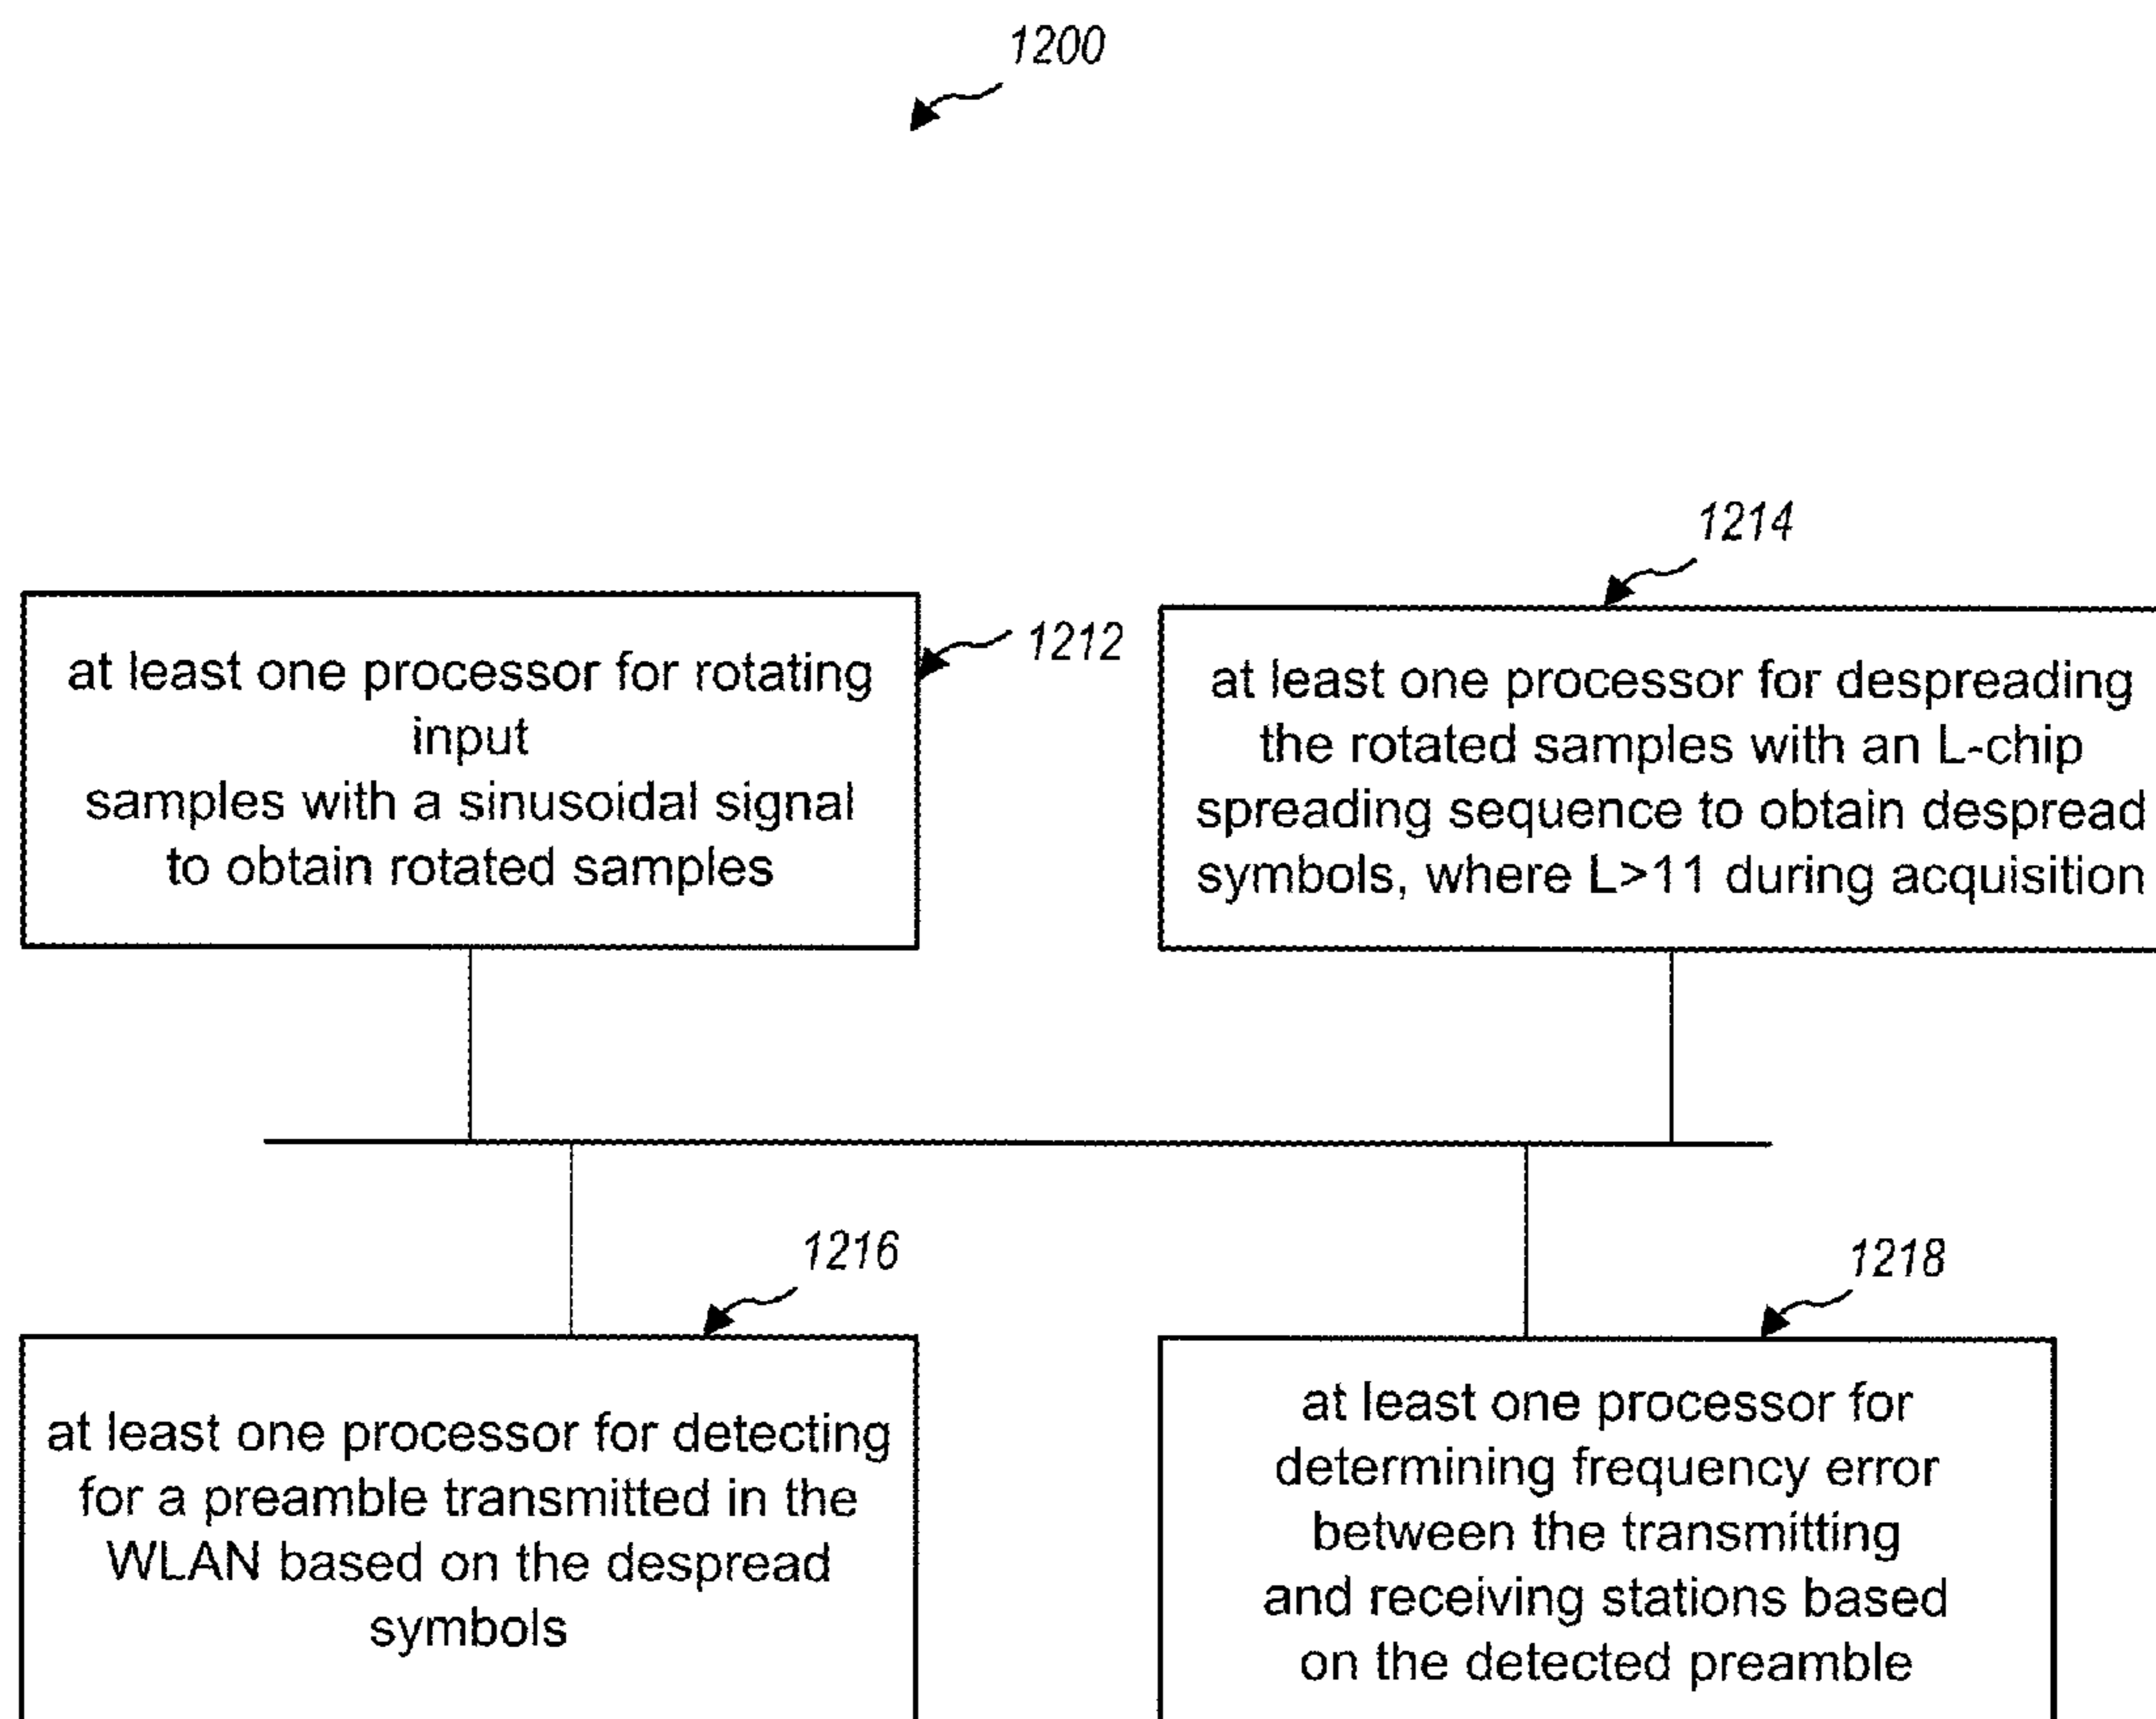 1200
1214
1212
at least one processor for rotating
input
samples with a sinusoidal signal
to obtain rotated samples
at least one processor for despreading
the rotated samples with an L-chip
spreading sequence to obtain despread
symbols, where L>11 during acquisition
1216
1218
at least one processor for detecting
for a preamble transmitted in the
WLAN based on the despread
symbols
at least one processor for
determining frequency error
between the transmitting
and receiving stations based
on the detected preamble